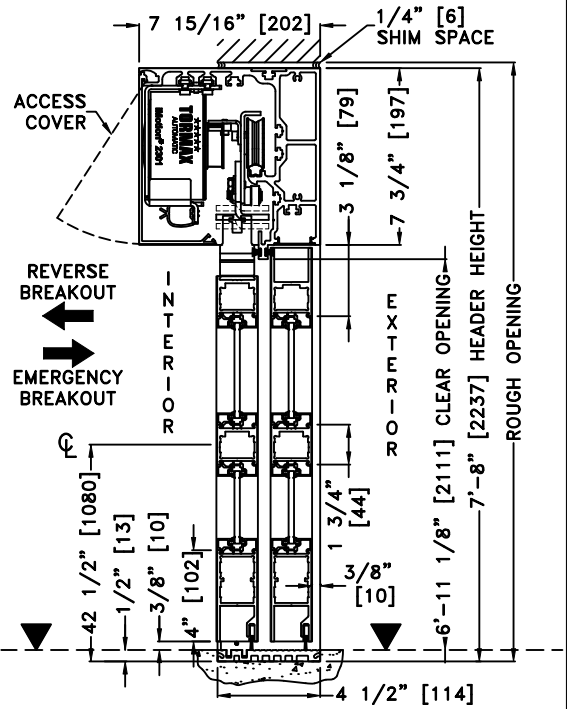 7 15/16" [202]
1/4" [6]
SHIM SPACE
ACCESS
COVER
TORMAX
AUTOMATIC
3 1/8" [79]
7 3/4" [197]
REVERSE
BREAKOUT
EMERGENCY
BREAKOUT
INTERIOR
EXTERIOR
6'-11 1/8" [2111] CLEAR OPENING
7'-8" [2237] HEADER HEIGHT
ROUGH OPENING
CL
42 1/2" [1080]
1/2" [13]
3/8" [10]
4" [102]
1 3/4"
[44]
3/8"
[10]
4 1/2" [114]